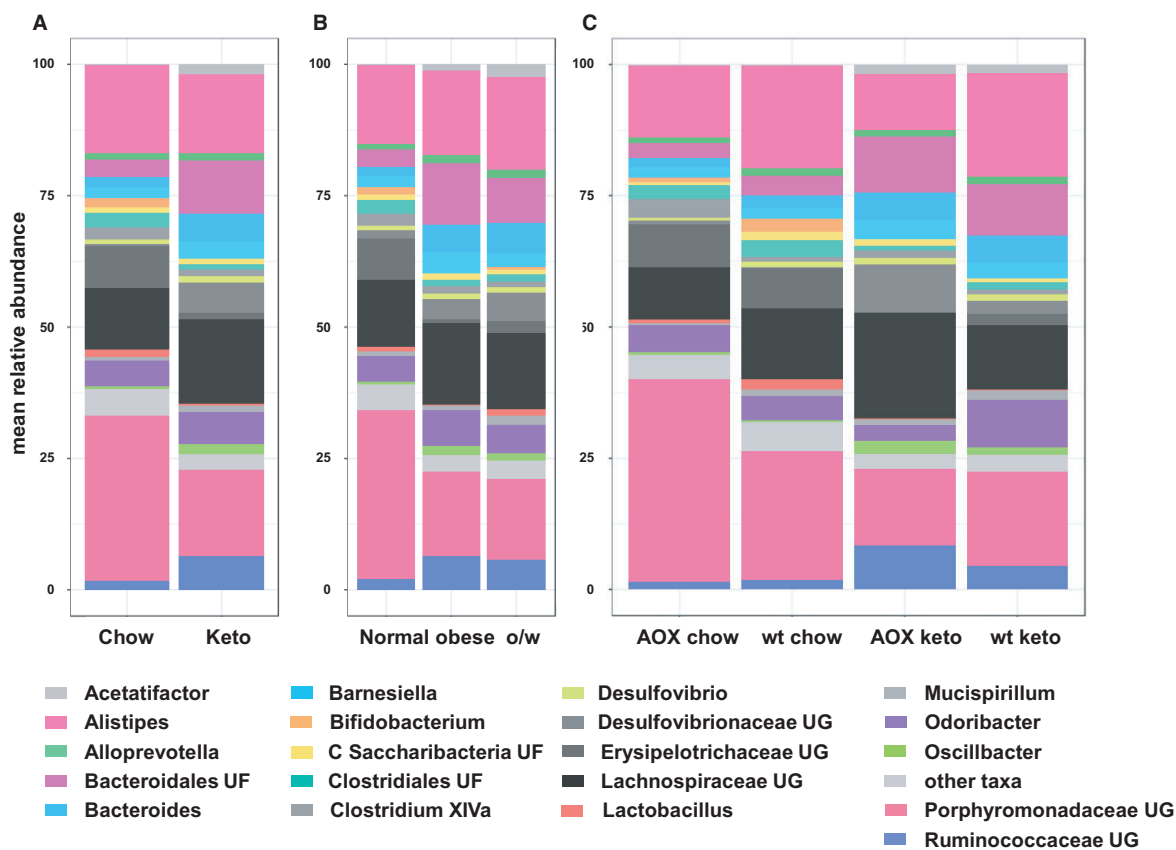 A
B
C
mean relative abundance
100
75
50
25
0
100
75
50
25
0
100
75
50
25
0
Chow Keto
Normal obese o/w
AOX chow wt chow AOX keto wt keto
Acetatifactor
Alistipes
Alloprevotella
Bacteroidales UF
Bacteroides
Barnesiella
Bifidobacterium
C Saccharibacteria UF
Clostridiales UF
Clostridium XIVa
Desulfovibrio
Desulfovibrionaceae UG
Erysipelotrichaceae UG
Lachnospiraceae UG
Lactobacillus
Mucispirillum
Odoribacter
Oscillbacter
other taxa
Porphyromonadaceae UG
Ruminococcaceae UG